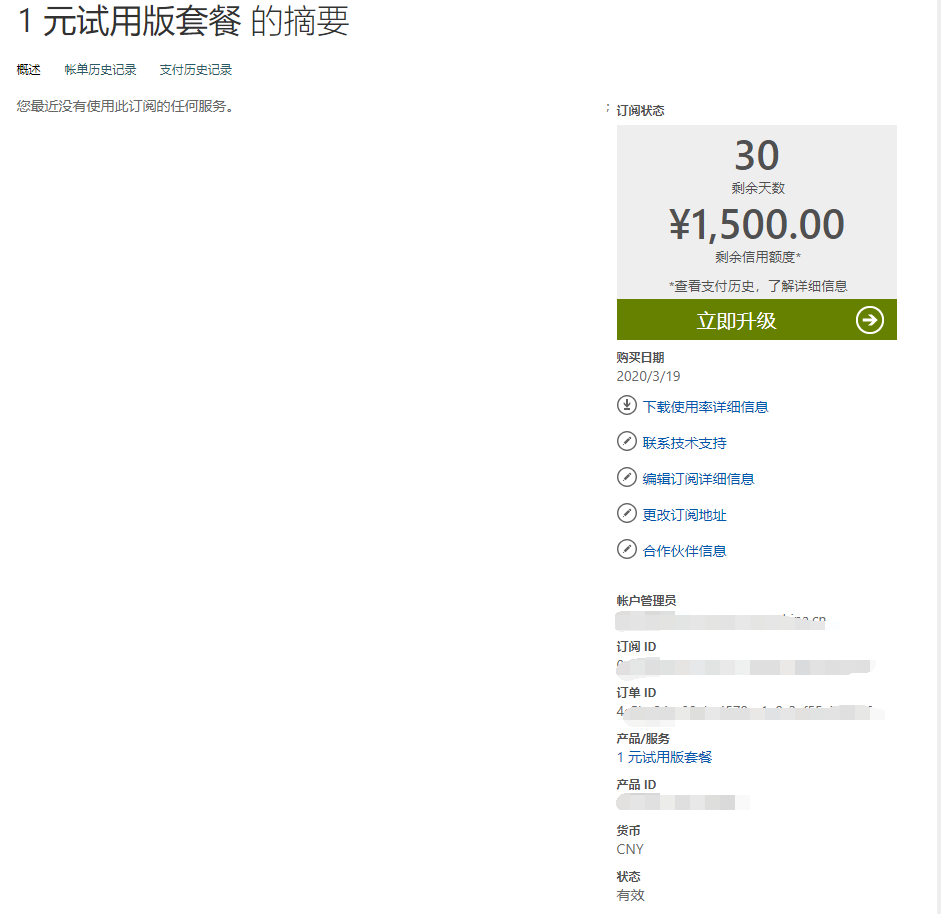 1 元试用版套餐 的摘要
概述 帐单历史记录 支付历史记录
您最近没有使用此订阅的任何服务。
; 订阅状态
30
剩余天数
¥1,500.00
剩余信用额度*
*查看支付历史，了解详细信息
立即升级
购买日期
2020/3/19
下载使用率详细信息
联系技术支持
编辑订阅详细信息
更改订阅地址
合作伙伴信息
帐户管理员
订阅 ID
订单 ID
产品/服务
1 元试用版套餐
产品 ID
货币
CNY
状态
有效